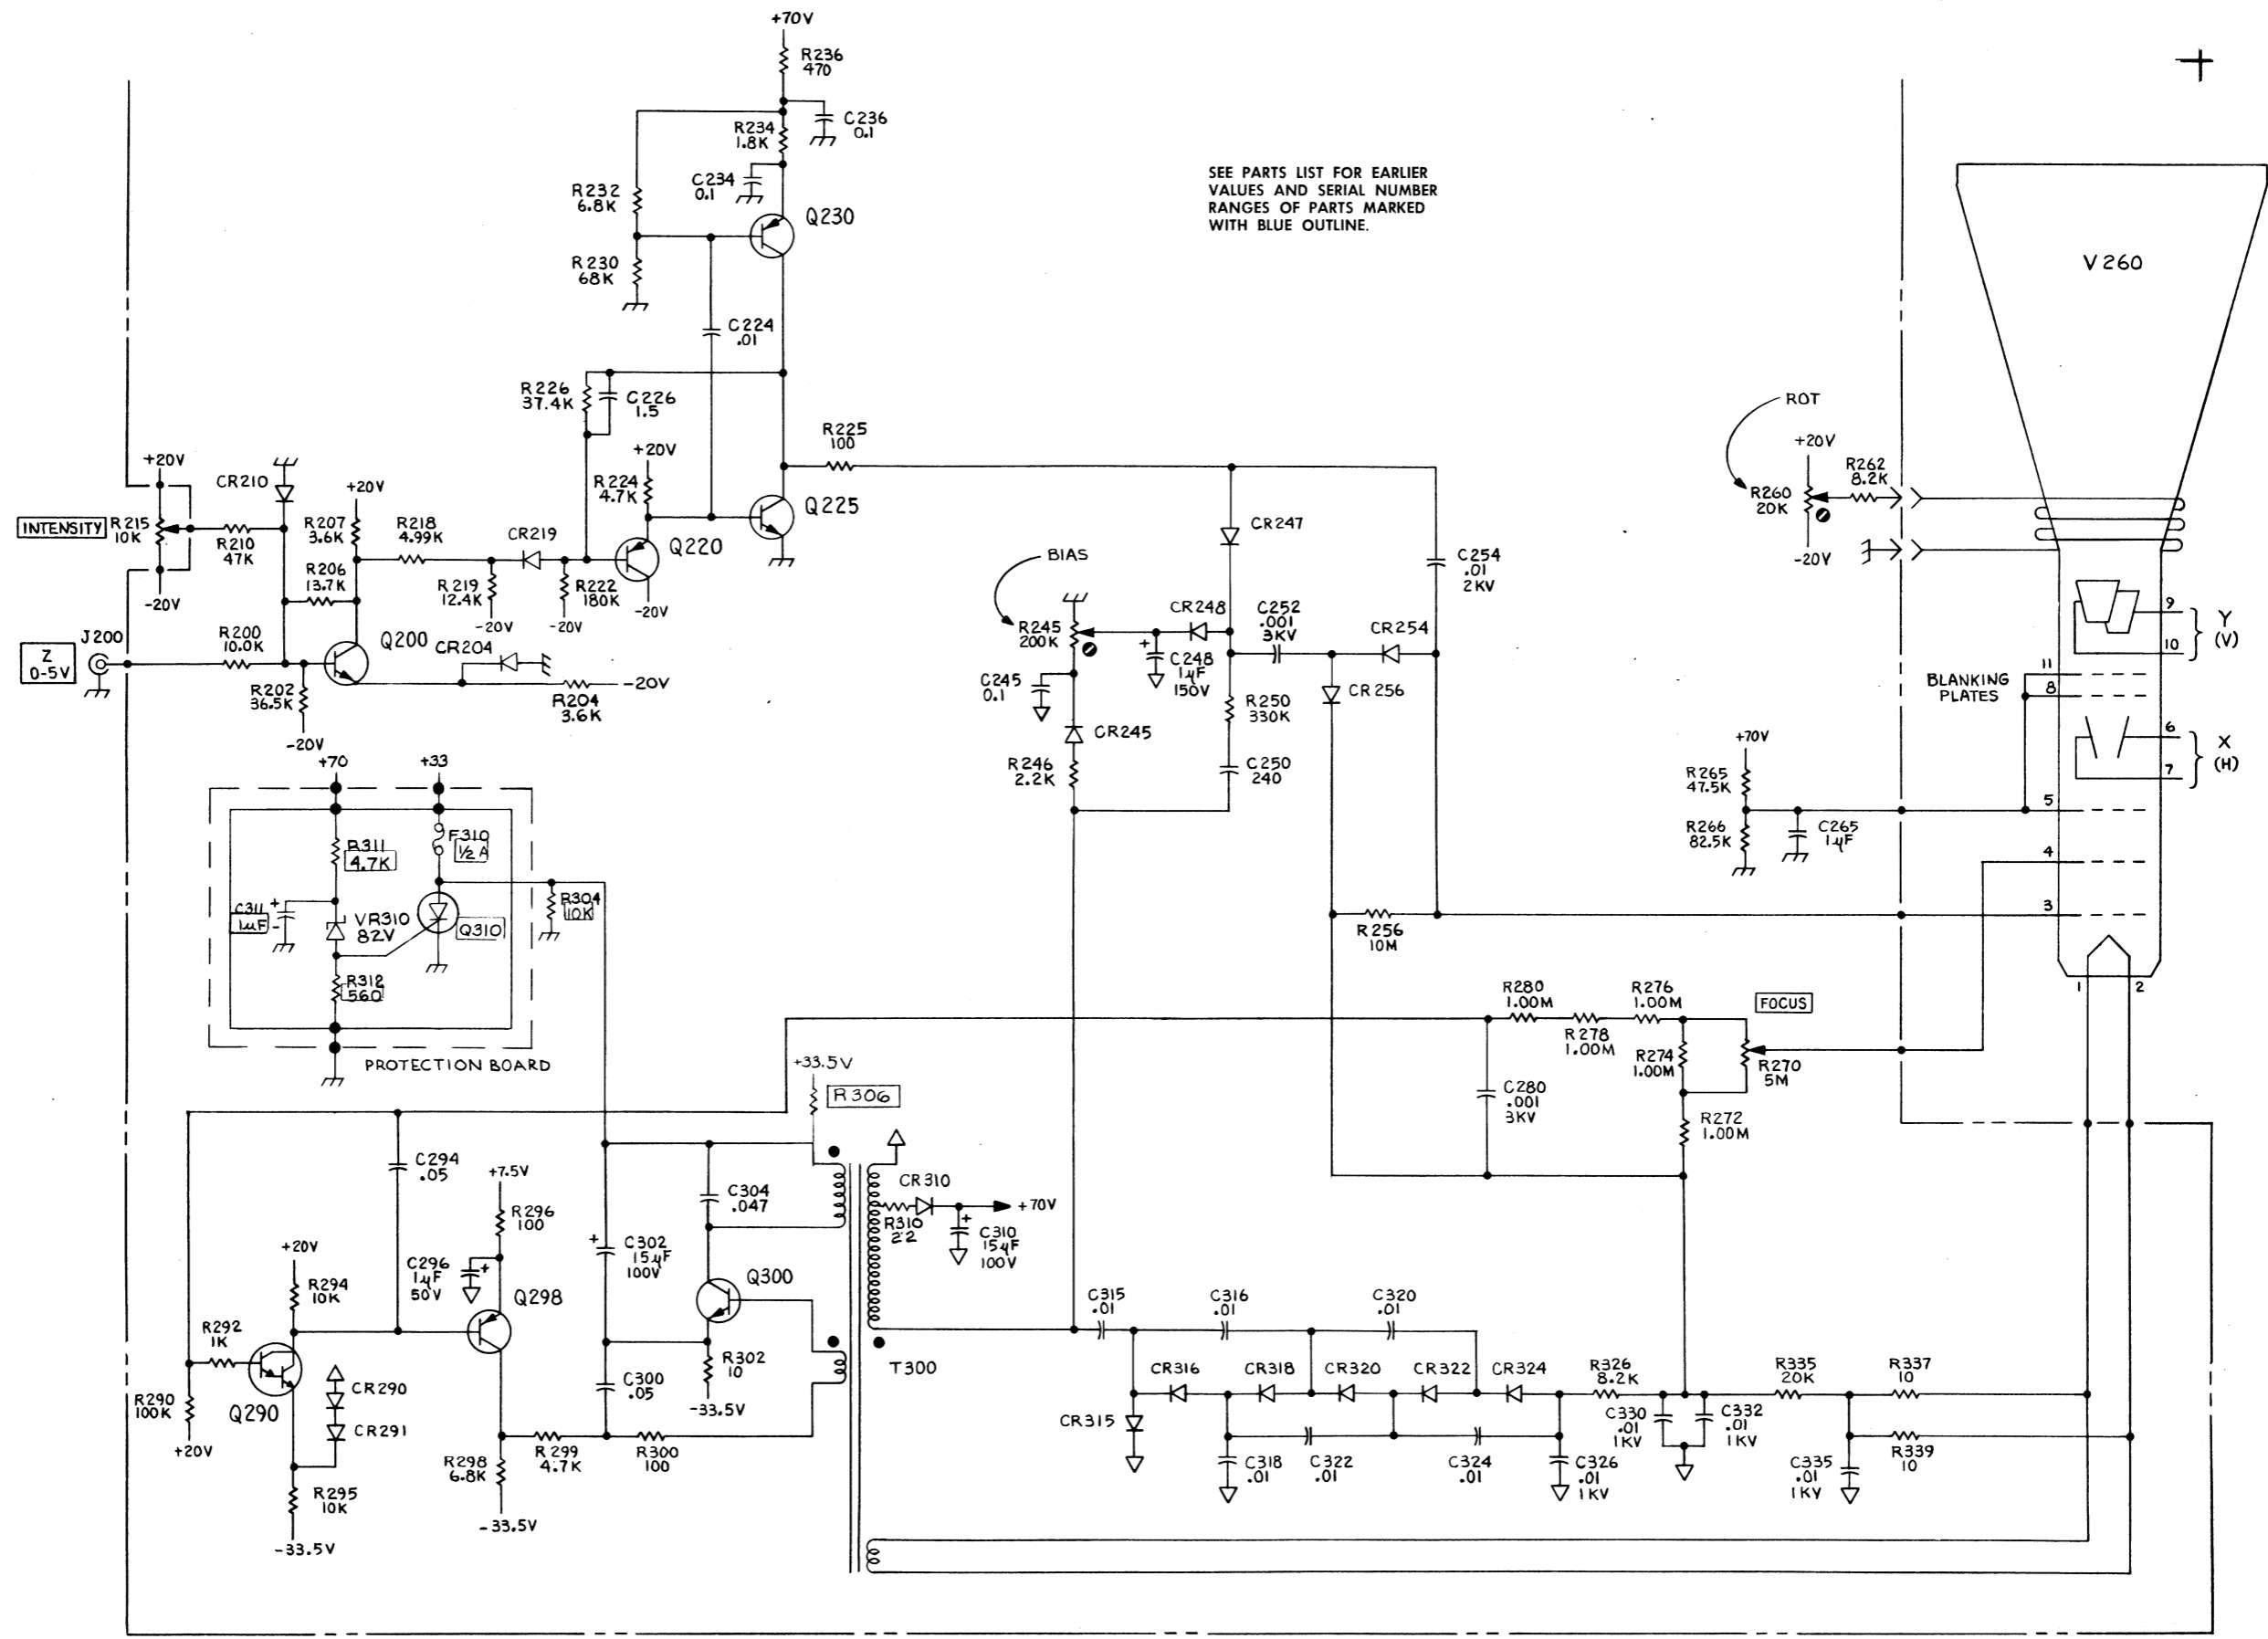 +70V
R236
470
C236
0.1
R234
1.8K
C234
0.1
R232
6.8K
Q230
R230
68K
C224
.01
SEE PARTS LIST FOR EARLIER
VALUES AND SERIAL NUMBER
RANGES OF PARTS MARKED
WITH BLUE OUTLINE.
V260
R226
37.4K
C226
1.5
R225
100
+20V
R224
4.7K
Q225
Q220
-20V
+20V
INTENSITY
R215
10K
-20V
CR210
R210
47K
+20V
R207
3.6K
R206
13.7K
R218
4.99K
CR219
R219
12.4K
-20V
R222
180K
-20V
Z
0-5V
J200
R200
10.0K
R202
36.5K
-20V
Q200
CR204
R204
3.6K
-20V
BIAS
R245
200K
C245
0.1
CR245
R246
2.2K
CR247
CR248
C248
1µF
150V
+
C252
.001
3KV
CR254
C254
.01
2KV
CR256
R250
330K
C250
240
R256
10M
ROT
+20V
R260
20K
-20V
R262
8.2K
9
10
Y
(V)
11
8
BLANKING
PLATES
6
7
X
(H)
+70V
R265
47.5K
R266
82.5K
C265
1µF
5
4
3
1
2
+70
+33
R311
4.7K
F310
½A
C311
1µF
+
-
VR310
82V
Q310
R312
560
R304
10K
PROTECTION BOARD
R280
1.00M
R278
1.00M
R276
1.00M
R274
1.00M
FOCUS
R270
5M
R272
1.00M
C280
.001
3KV
+33.5V
R306
C294
.05
+7.5V
R296
100
C296
1µF
50V
+
Q298
+20V
R294
10K
R292
1K
R290
100K
+20V
Q290
CR290
CR291
R295
10K
-33.5V
R298
6.8K
-33.5V
R299
4.7K
R300
100
C300
.05
+
C302
15µF
100V
C304
.047
Q300
R302
10
-33.5V
T300
CR310
R310
22
+
C310
15µF
100V
+70V
C315
.01
C316
.01
C320
.01
CR315
CR316
CR318
CR320
CR322
CR324
C318
.01
C322
.01
C324
.01
C326
.01
1KV
R326
8.2K
C330
.01
1KV
C332
.01
1KV
R335
20K
C335
.01
1KV
R337
10
R339
10